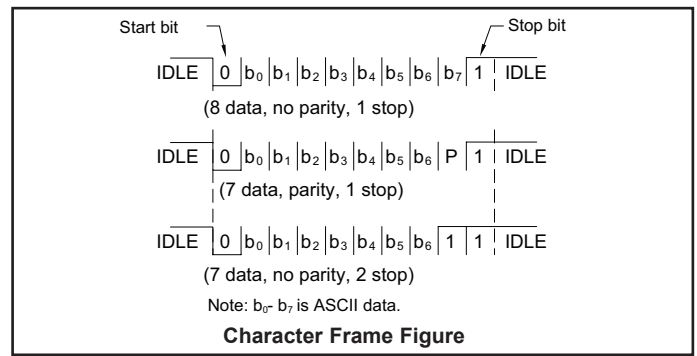 Start bit Stop bit
IDLE 0 b₀ b₁ b₂ b₃ b₄ b₅ b₆ b₇ 1 IDLE
(8 data, no parity, 1 stop)
IDLE 0 b₀ b₁ b₂ b₃ b₄ b₅ b₆ P 1 IDLE
(7 data, parity, 1 stop)
IDLE 0 b₀ b₁ b₂ b₃ b₄ b₅ b₆ 1 1 IDLE
(7 data, no parity, 2 stop)
Note: b₀- b₇ is ASCII data.
Character Frame Figure